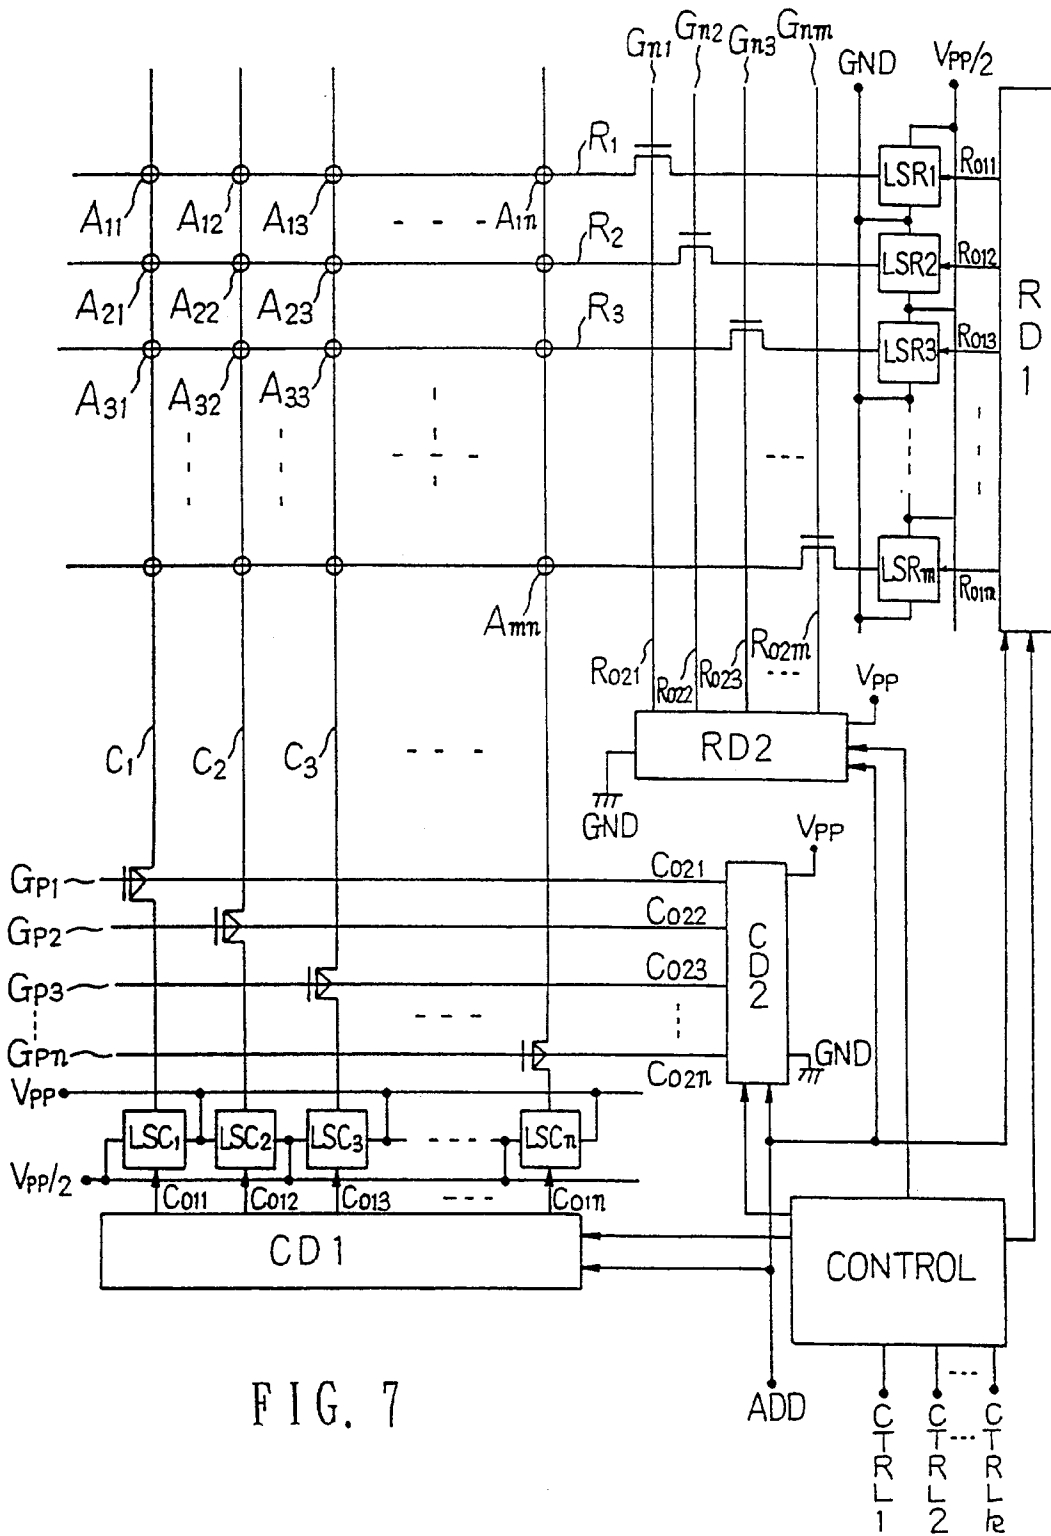 Gn1 Gn2 Gn3 Gnm GND VPP/2
R1 LSR1 R011
A11 A12 A13 A1n
R2 LSR2 R012
A21 A22 A23
R3 LSR3 R013
RD1
A31 A32 A33
LSRm R01m
Amn
R021 R022 R023 R02m
VPP
C1 C2 C3
RD2
GND
VPP
GP1 C021
GP2 C022
CD2
GP3 C023
GPn C02n GND
VPP
LSC1 LSC2 LSC3 LSCn
VPP/2
C011 C012 C013 C01n
CD1
CONTROL
FIG. 7
ADD
CTRL1 CTRL2 CTRLk